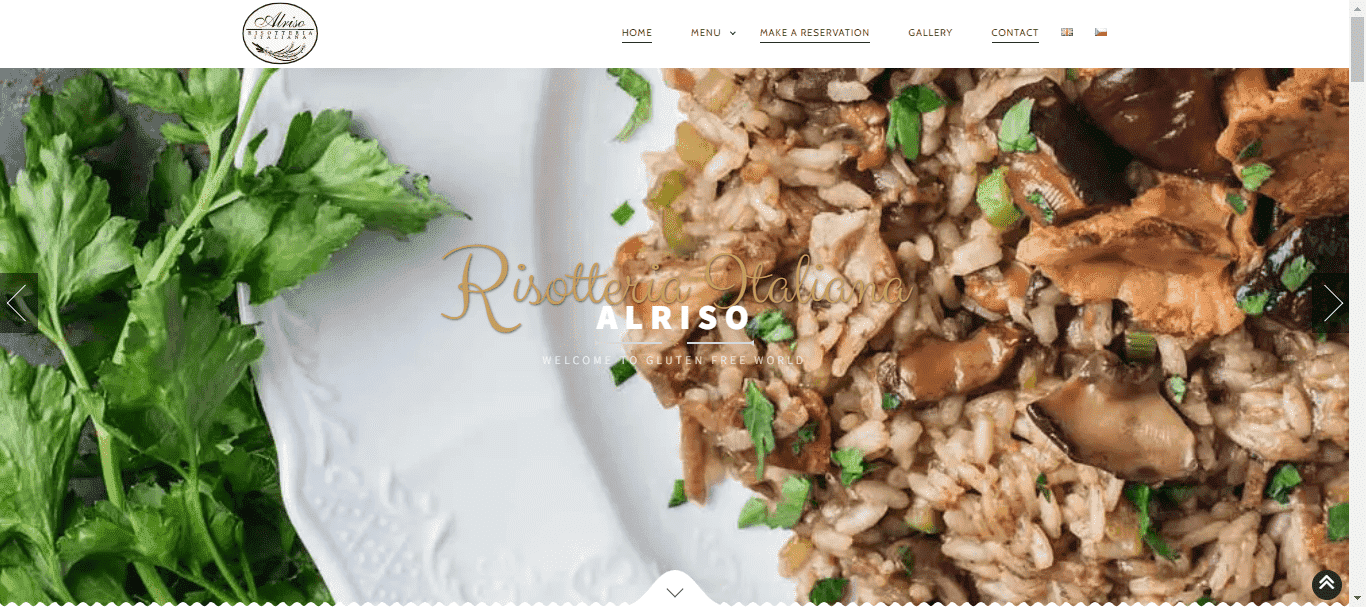 Alriso
RISOTTERIA
ITALIANA
HOME MENU MAKE A RESERVATION GALLERY CONTACT
Risotteria Italiana
ALRISO
WELCOME TO GLUTEN FREE WORLD